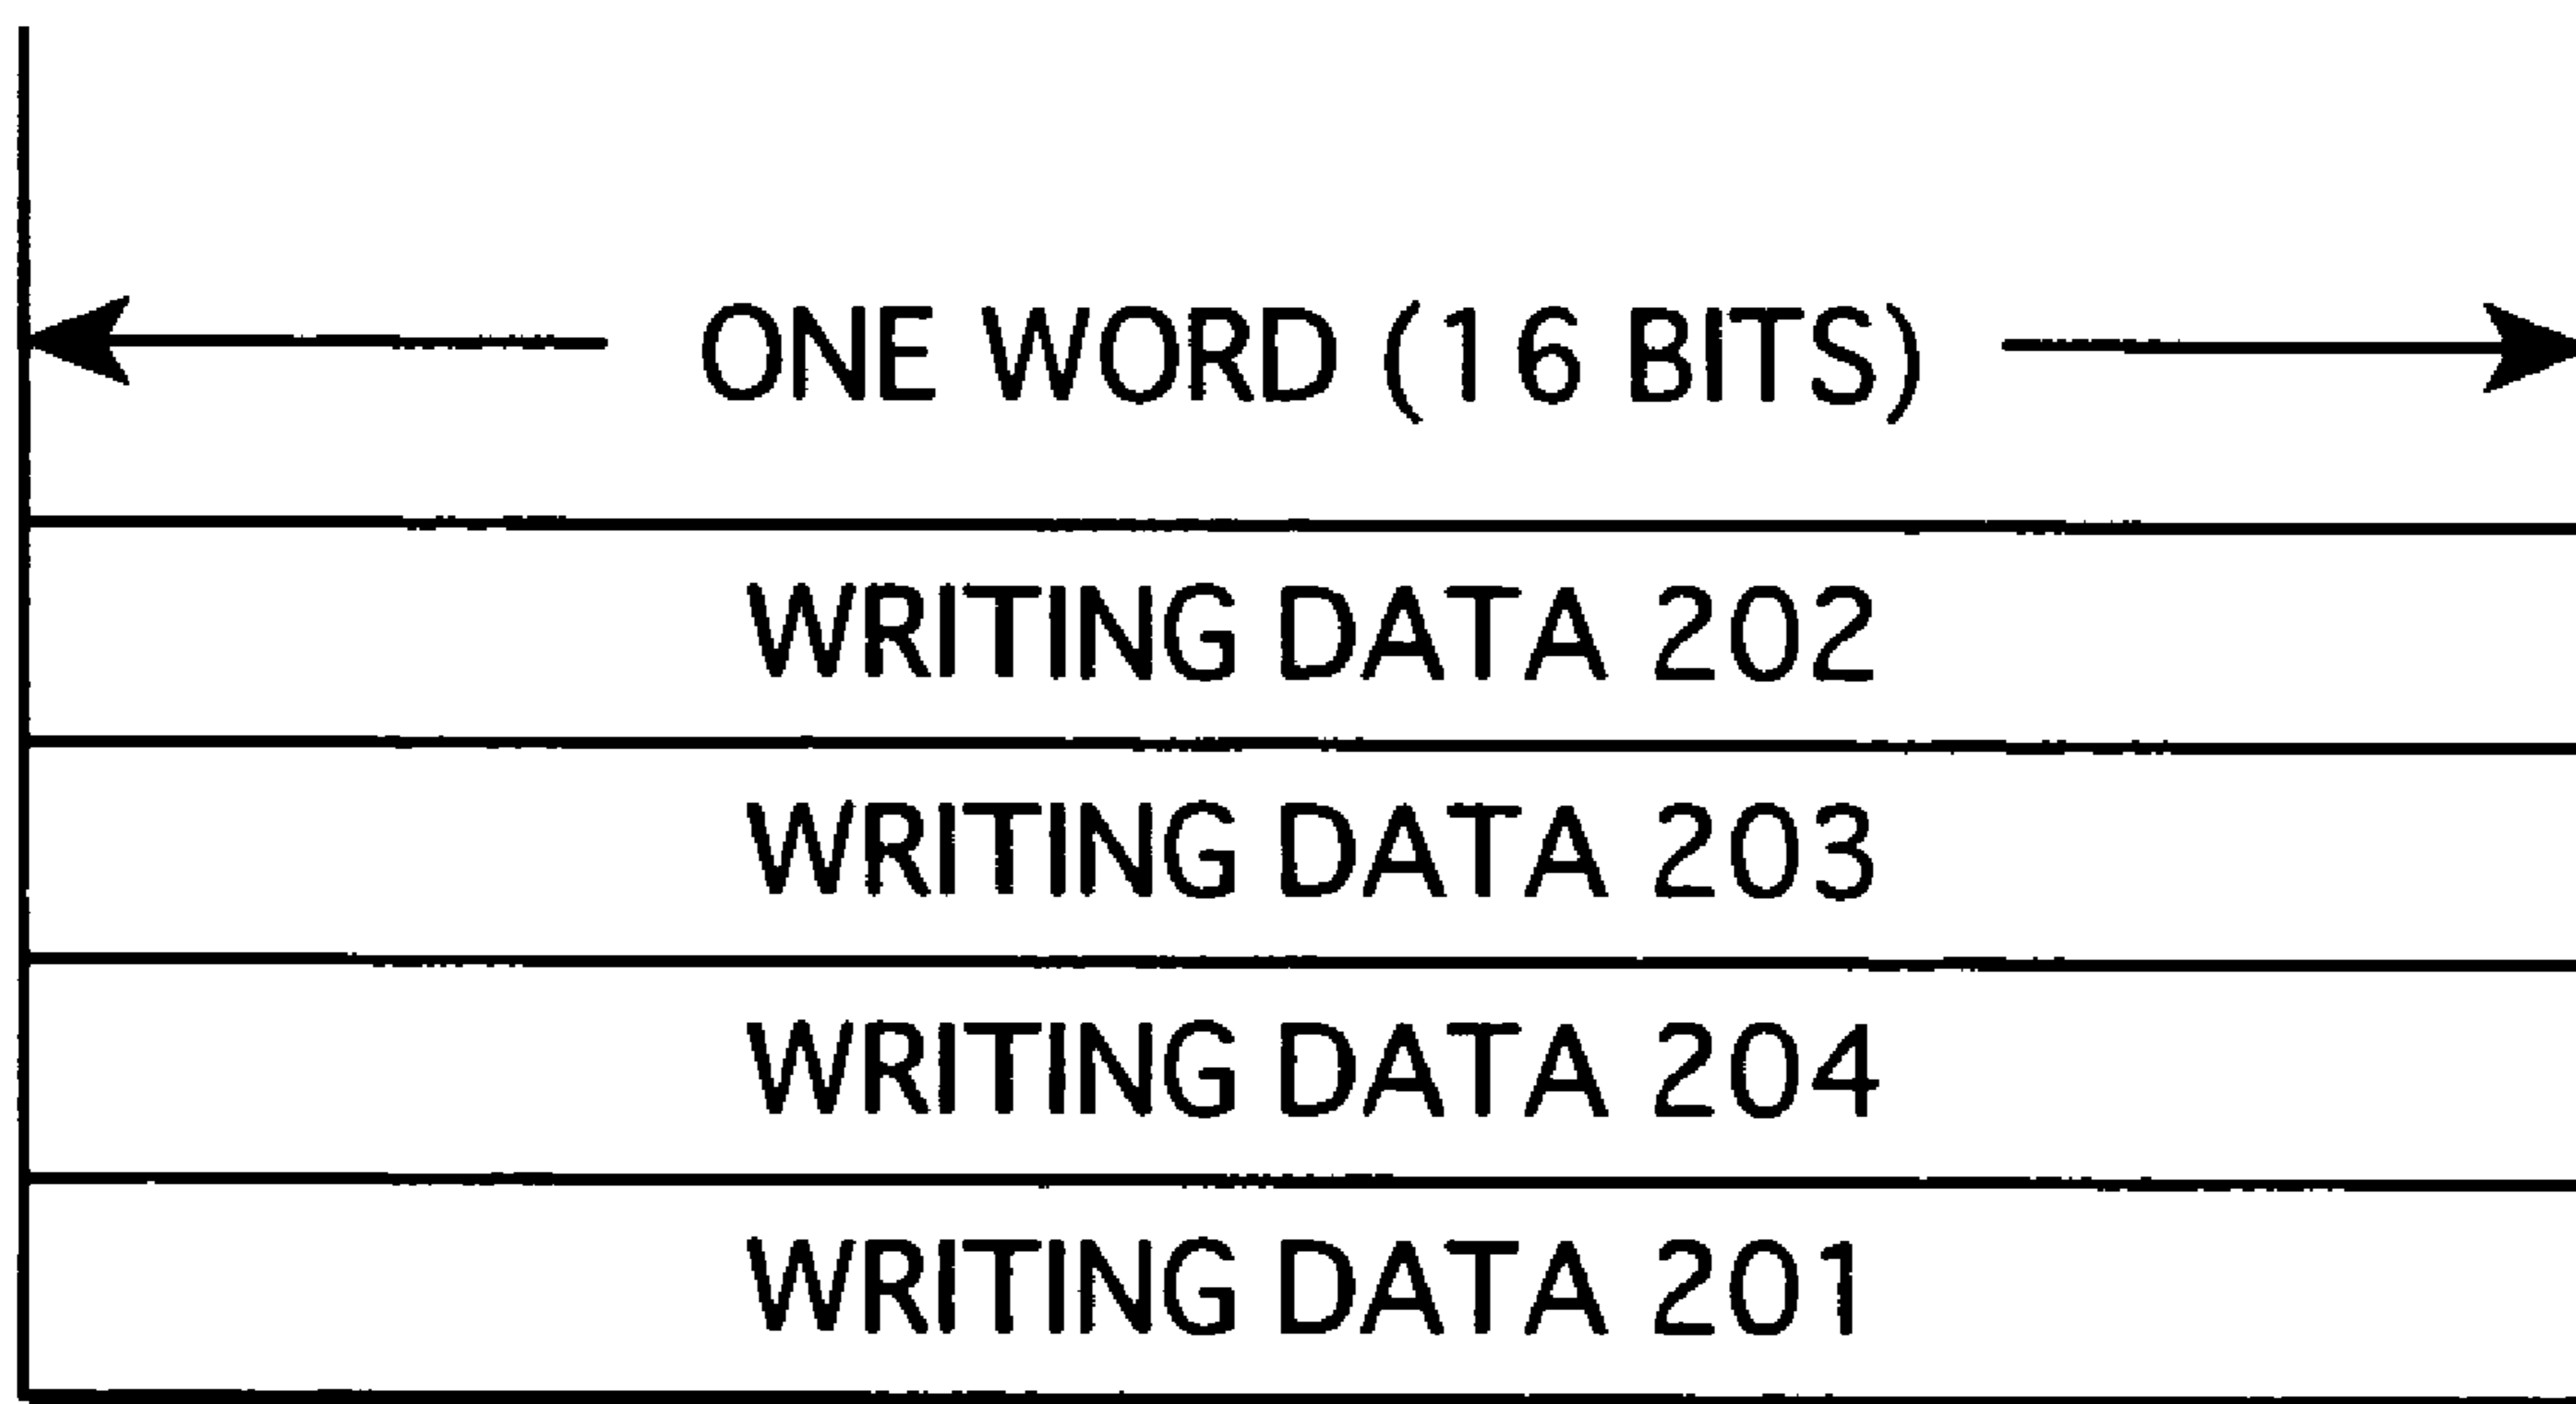 ONE WORD (16 BITS)
WRITING DATA 202
WRITING DATA 203
WRITING DATA 204
WRITING DATA 201